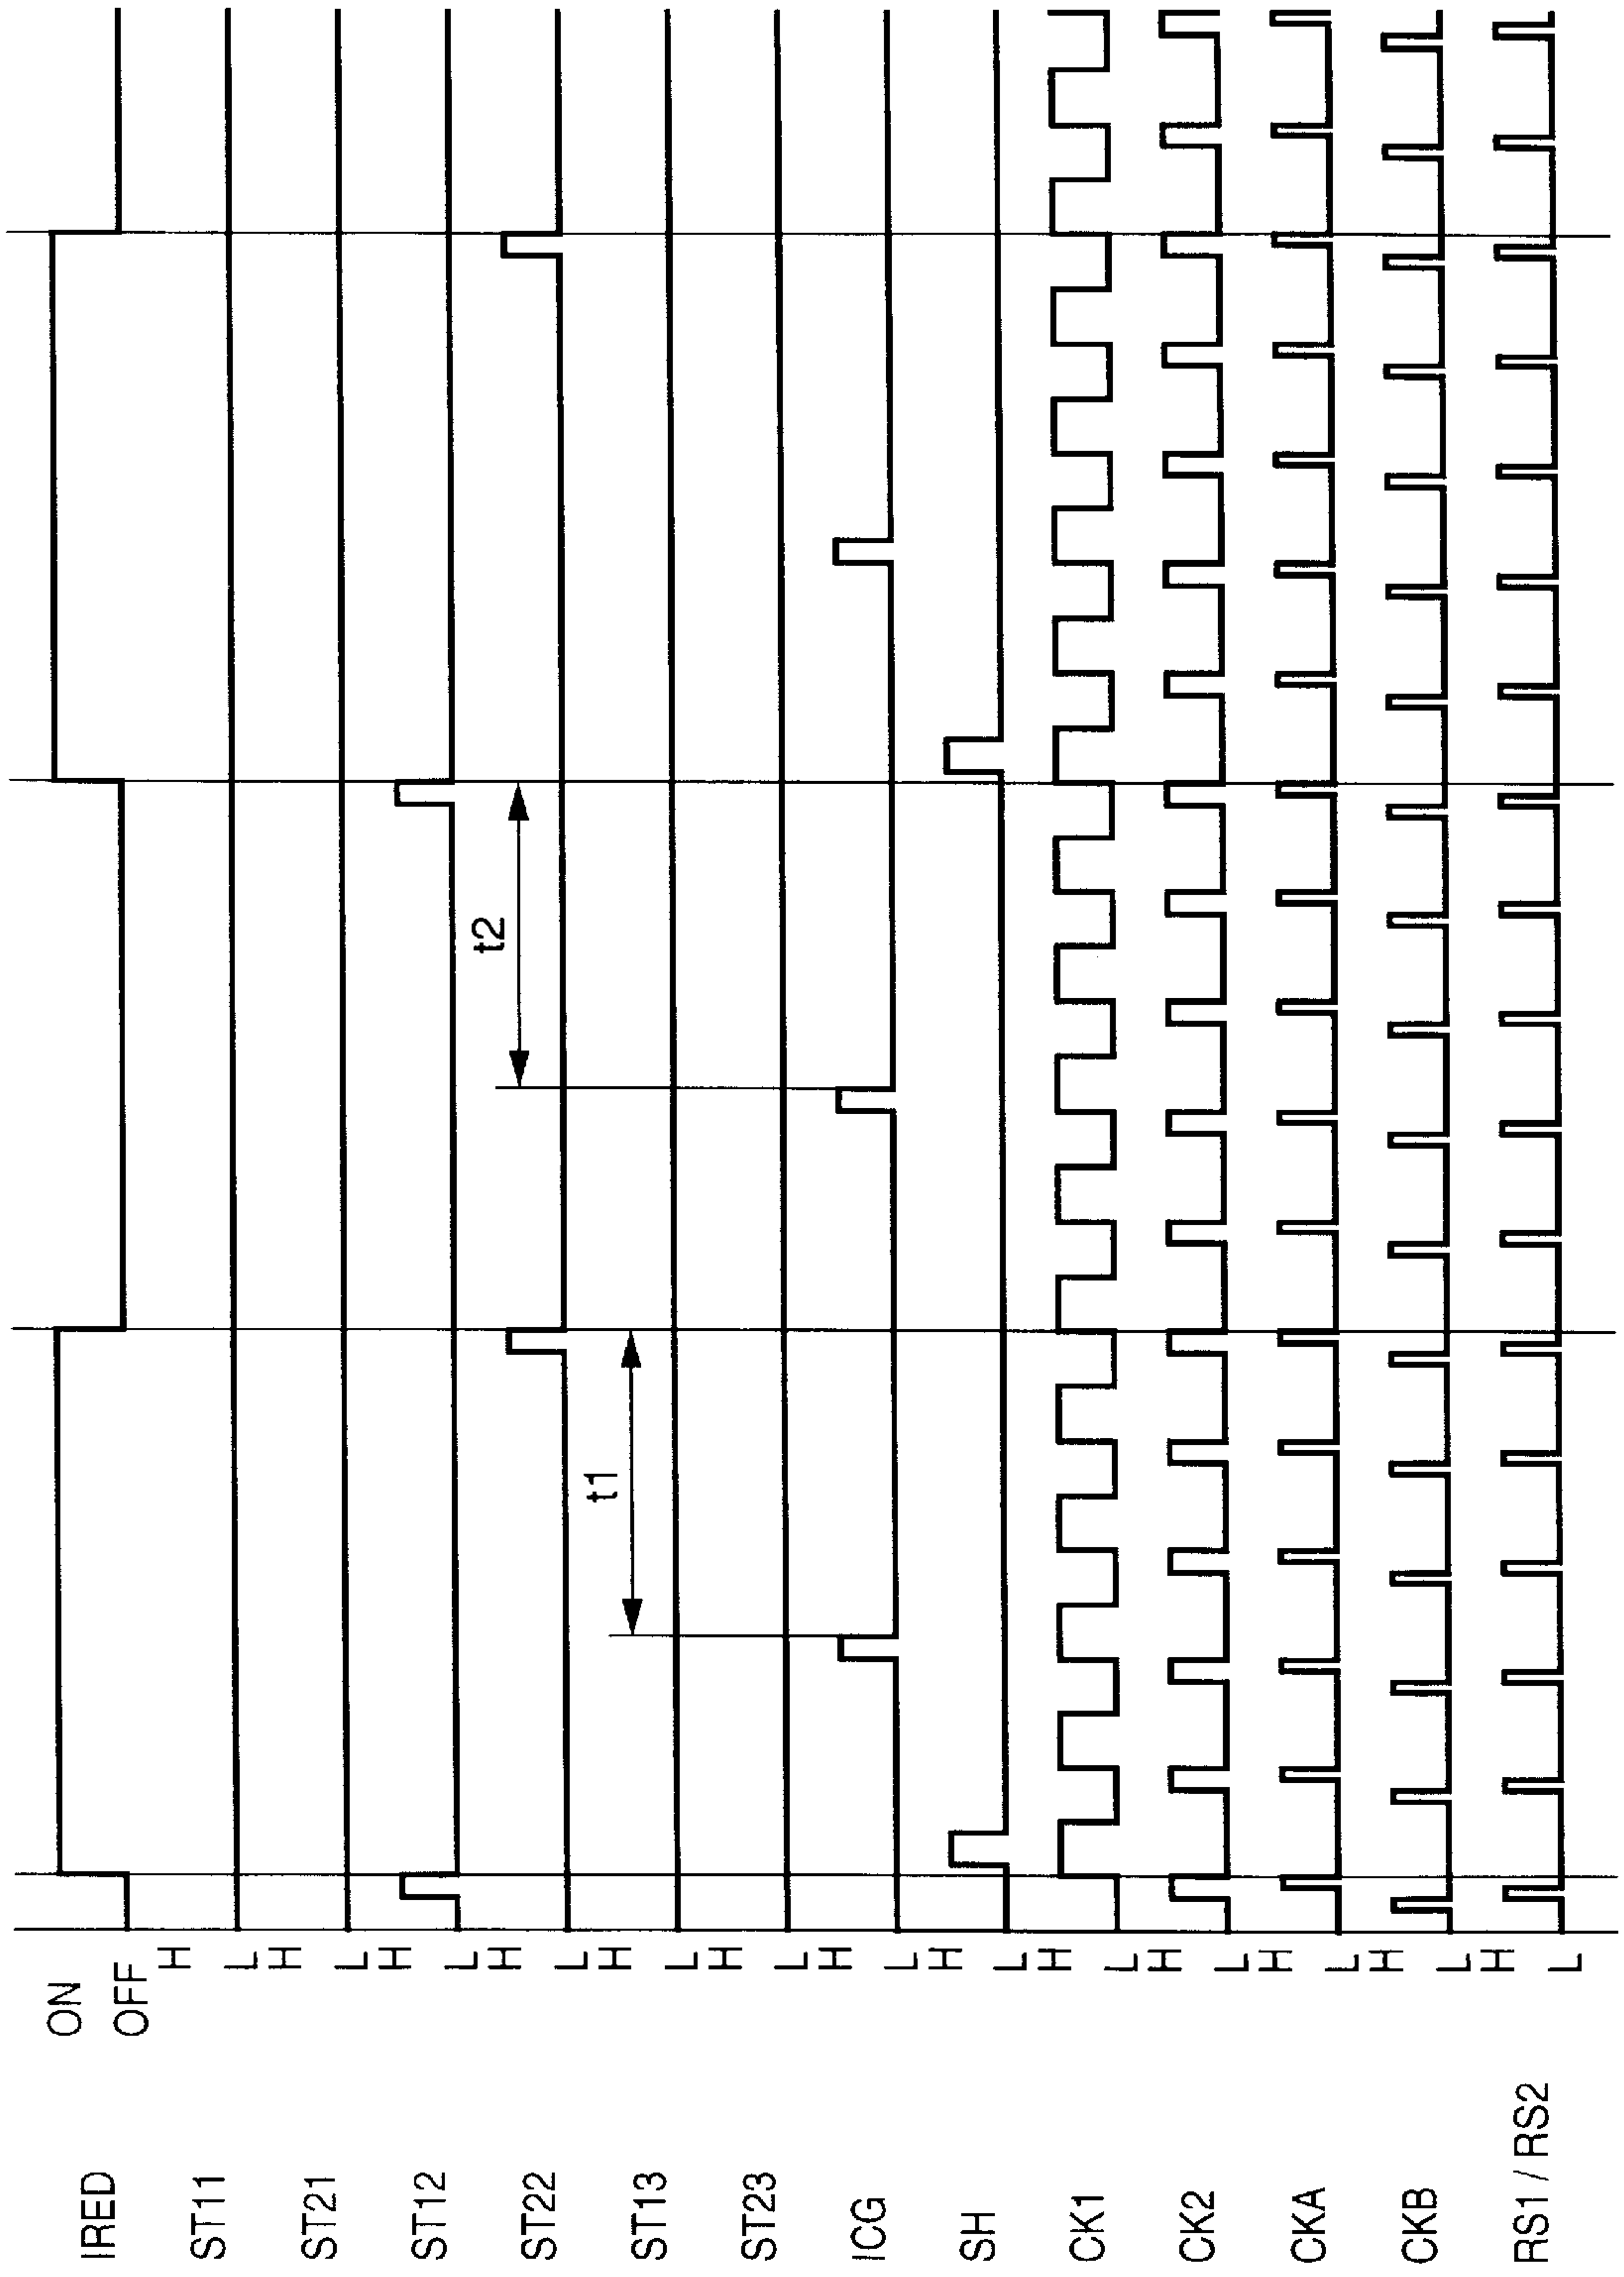 IRED ON
OFF
ST11 H
L
ST21 H
L
ST12 H
L
ST22 H
L
ST13 H
L
ST23 H
L
ICG H
L
SH H
L
CK1 H
L
CK2 H
L
CKA H
L
CKB H
L
RS1 / RS2 H
L
t1
t2